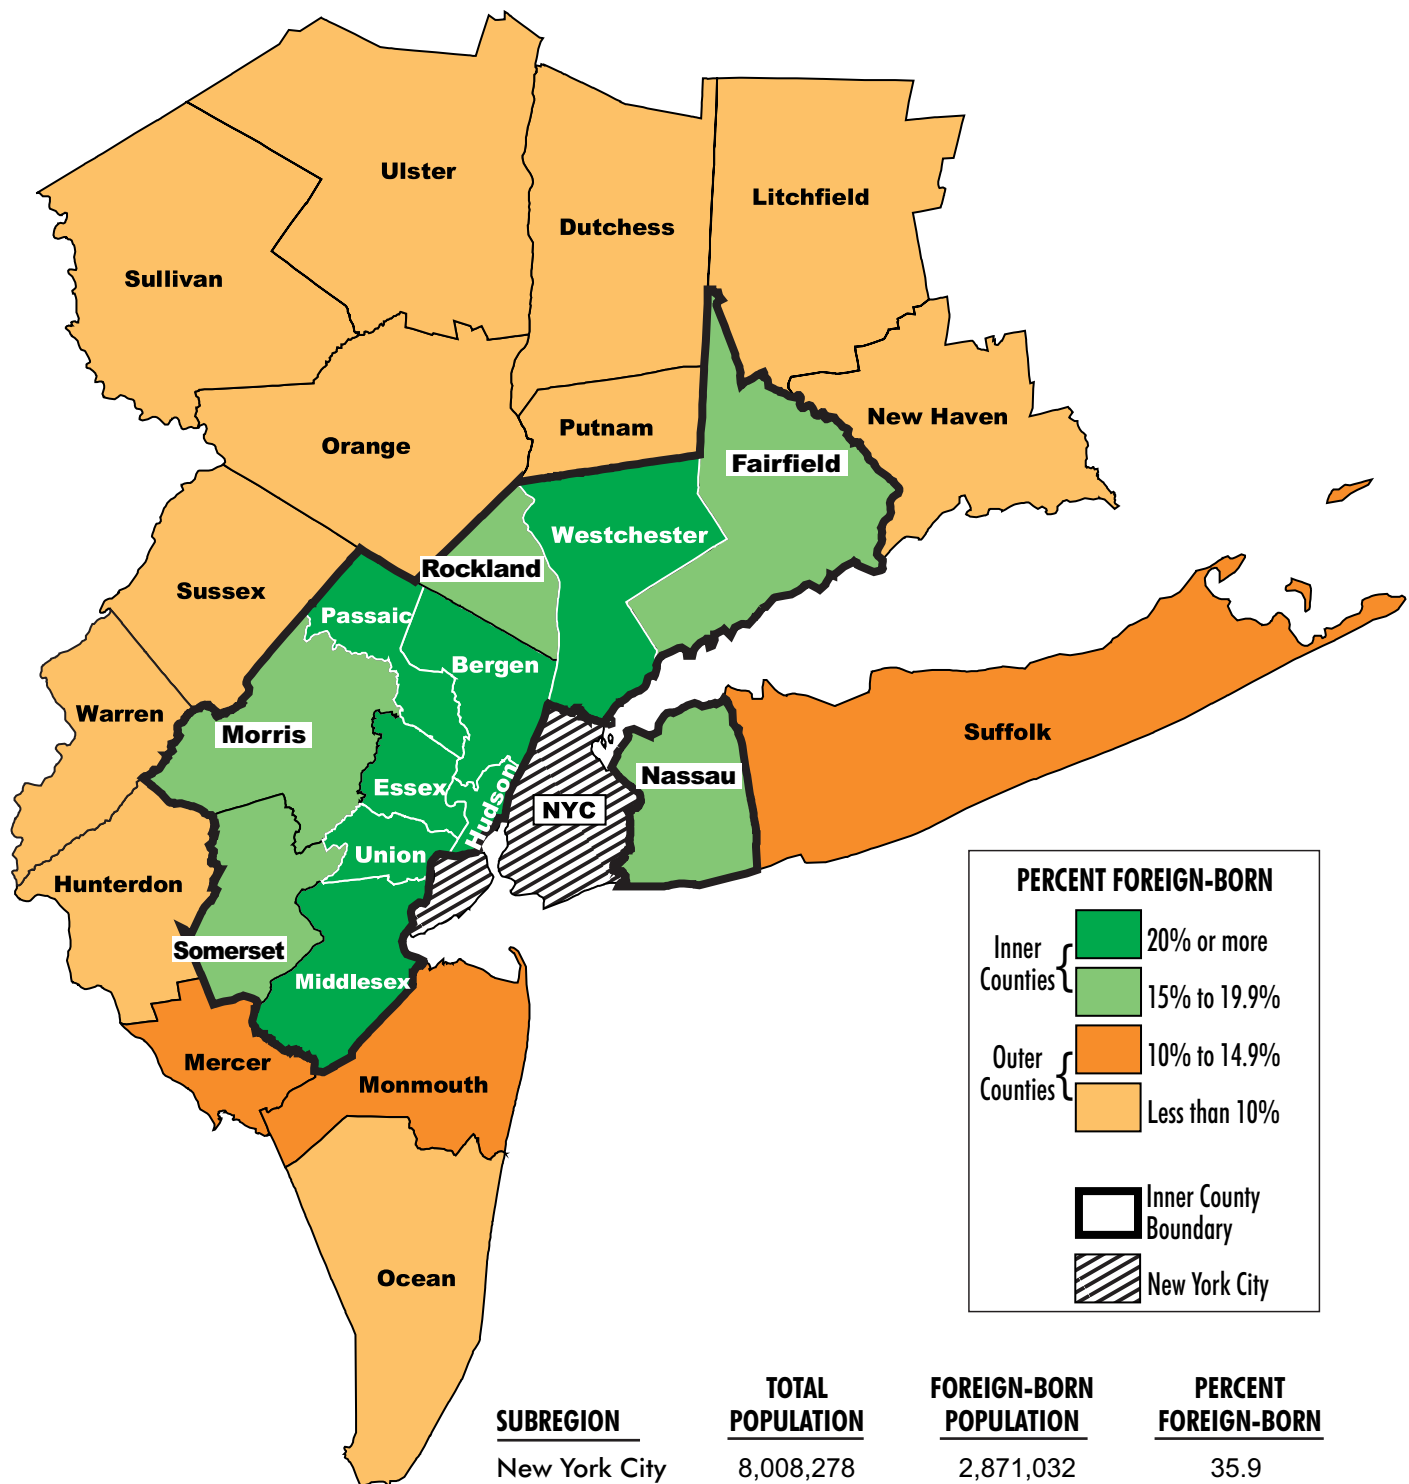 Ulster
Litchfield
Dutchess
Sullivan
New Haven
Putnam
Orange
Fairfield
Westchester
Rockland
Sussex
Passaic
Bergen
Warren
Morris
Suffolk
Nassau
Essex
Hudson
NYC
Union
Hunterdon
Somerset
Middlesex
Mercer
Monmouth
Ocean
PERCENT FOREIGN-BORN
Inner
Counties
20% or more
15% to 19.9%
Outer
Counties
10% to 14.9%
Less than 10%
Inner County
Boundary
New York City
TOTAL FOREIGN-BORN PERCENT
SUBREGION POPULATION POPULATION FOREIGN-BORN
New York City 8,008,278 2,871,032 35.9